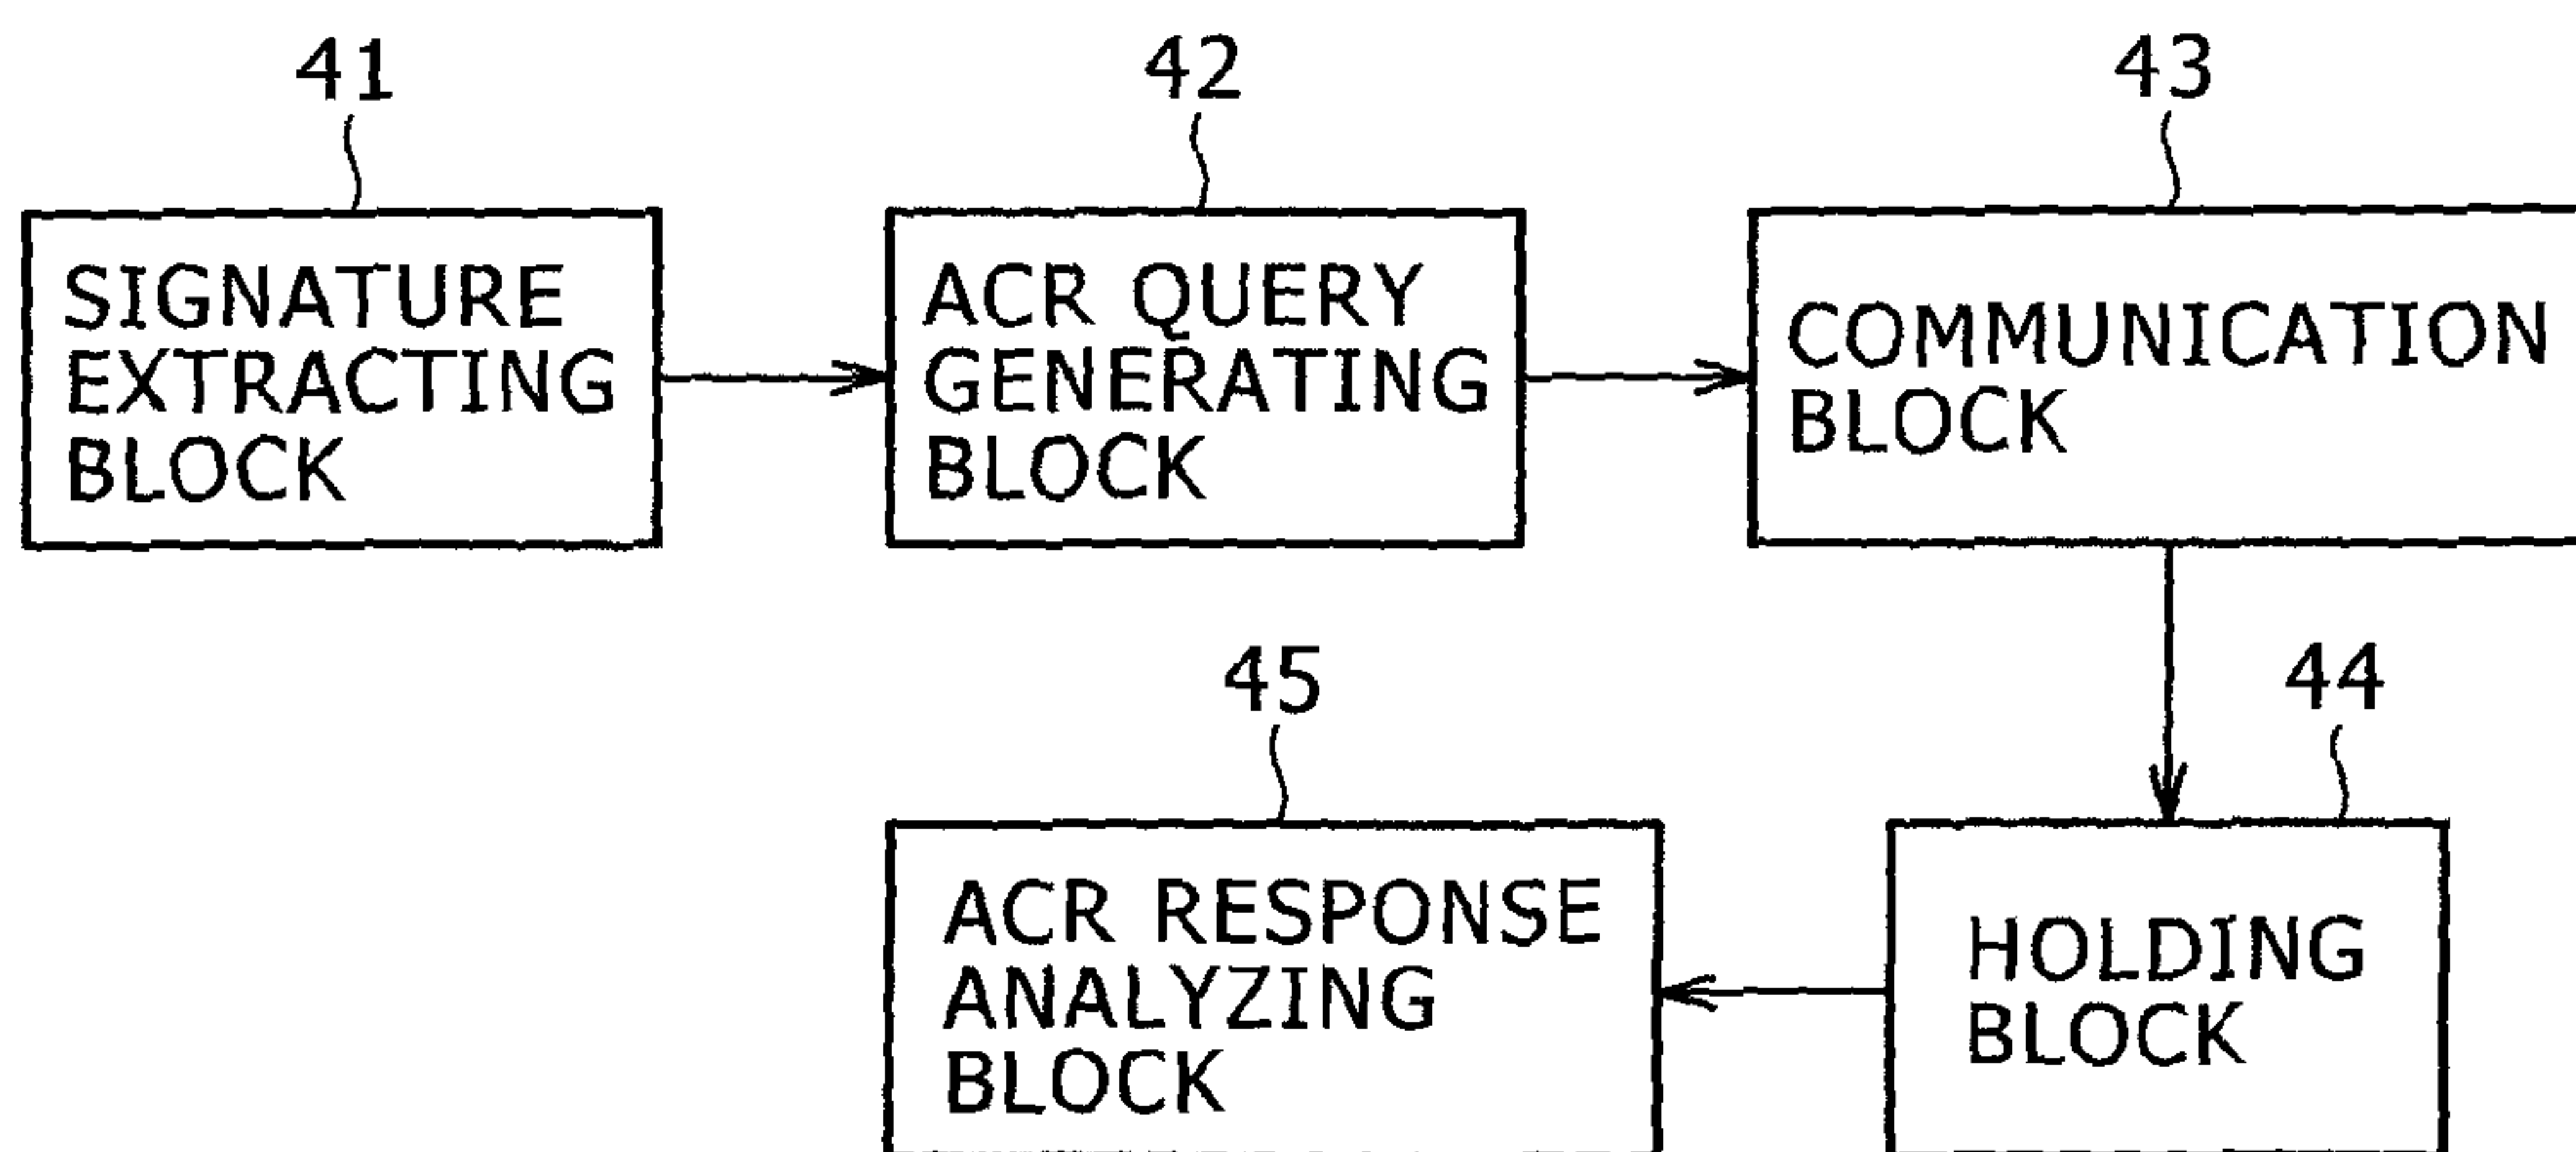 41
42
43
SIGNATURE
EXTRACTING
BLOCK
ACR QUERY
GENERATING
BLOCK
COMMUNICATION
BLOCK
45
44
ACR RESPONSE
ANALYZING
BLOCK
HOLDING
BLOCK